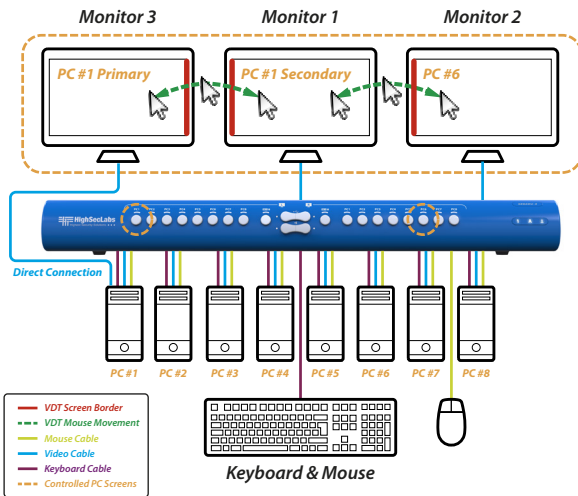 Monitor 3
Monitor 1
Monitor 2
PC #1 Primary
PC #1 Secondary
PC #6
HighSecLabs
Direct Connection
PC #1
PC #2
PC #3
PC #4
PC #5
PC #6
PC #7
PC #8
VDT Screen Border
VDT Mouse Movement
Mouse Cable
Video Cable
Keyboard Cable
Controlled PC Screens
Keyboard & Mouse